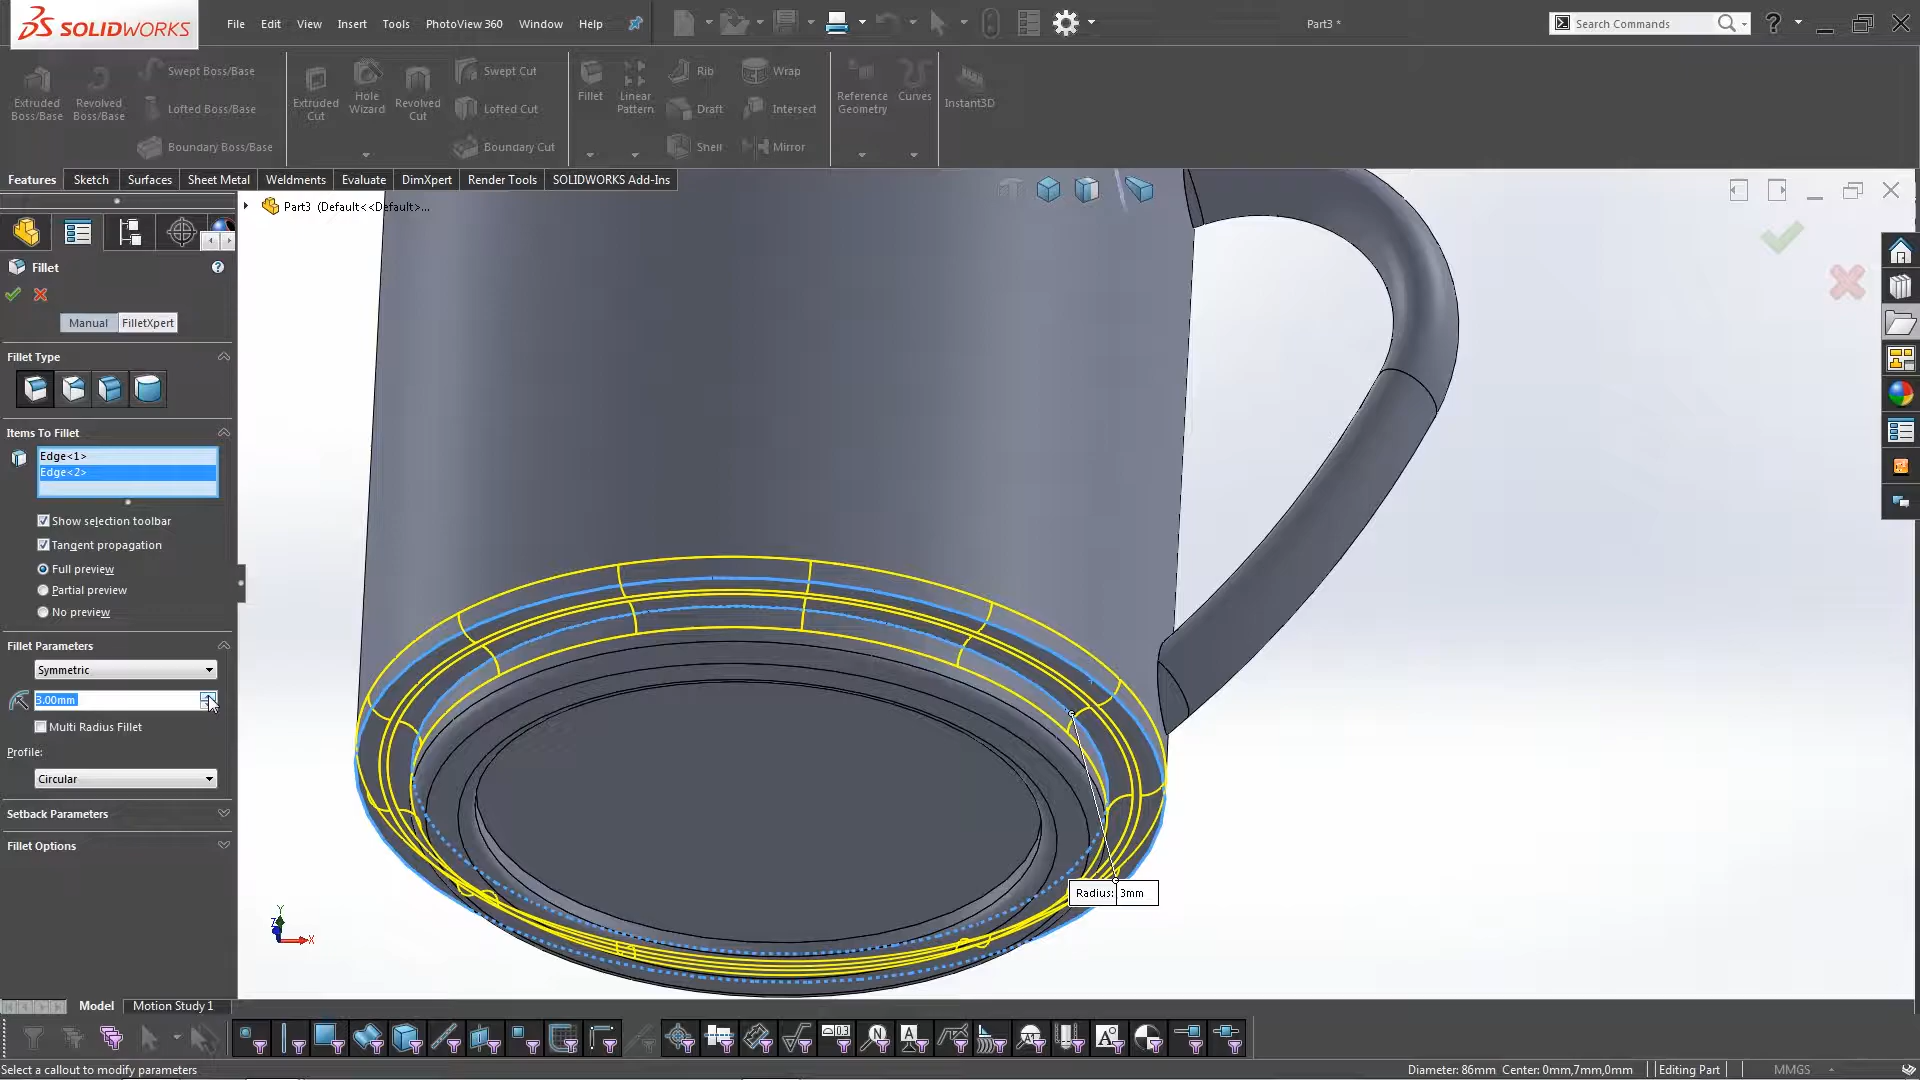 SOLIDWORKS
File Edit View Insert Tools PhotoView 360 Window Help
Part3 *
Search Commands
Extruded Boss/Base
Revolved Boss/Base
Swept Boss/Base
Lofted Boss/Base
Boundary Boss/Base
Extruded Cut
Hole Wizard
Revolved Cut
Swept Cut
Lofted Cut
Boundary Cut
Fillet
Linear Pattern
Rib
Draft
Shell
Wrap
Intersect
Mirror
Reference Geometry
Curves
Instant3D
Features Sketch Surfaces Sheet Metal Weldments Evaluate DimXpert Render Tools SOLIDWORKS Add-Ins
Part3 (Default<<Default>...
Fillet
Manual FilletXpert
Fillet Type
Items To Fillet
Edge<1>
Edge<2>
Show selection toolbar
Tangent propagation
Full preview
Partial preview
No preview
Fillet Parameters
Symmetric
3.00mm
Multi Radius Fillet
Profile:
Circular
Setback Parameters
Fillet Options
Radius: 3mm
Y
Z
X
Model Motion Study 1
Select a callout to modify parameters
Diameter: 86mm Center: 0mm,7mm,0mm Editing Part MMGS